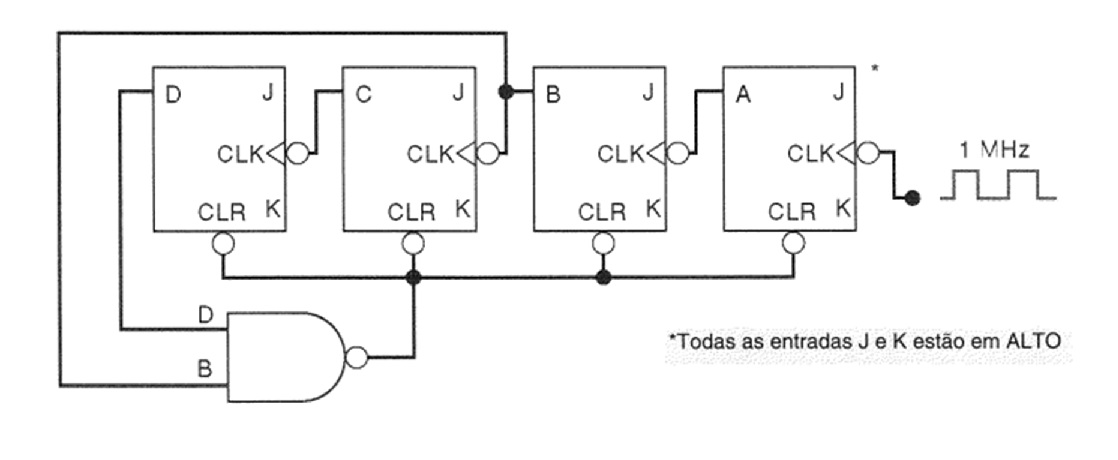 *
D J
C J
B J
A J
CLK
CLK
CLK
CLK
1 MHz
CLR K
CLR K
CLR K
CLR K
D
B
*Todas as entradas J e K estão em ALTO